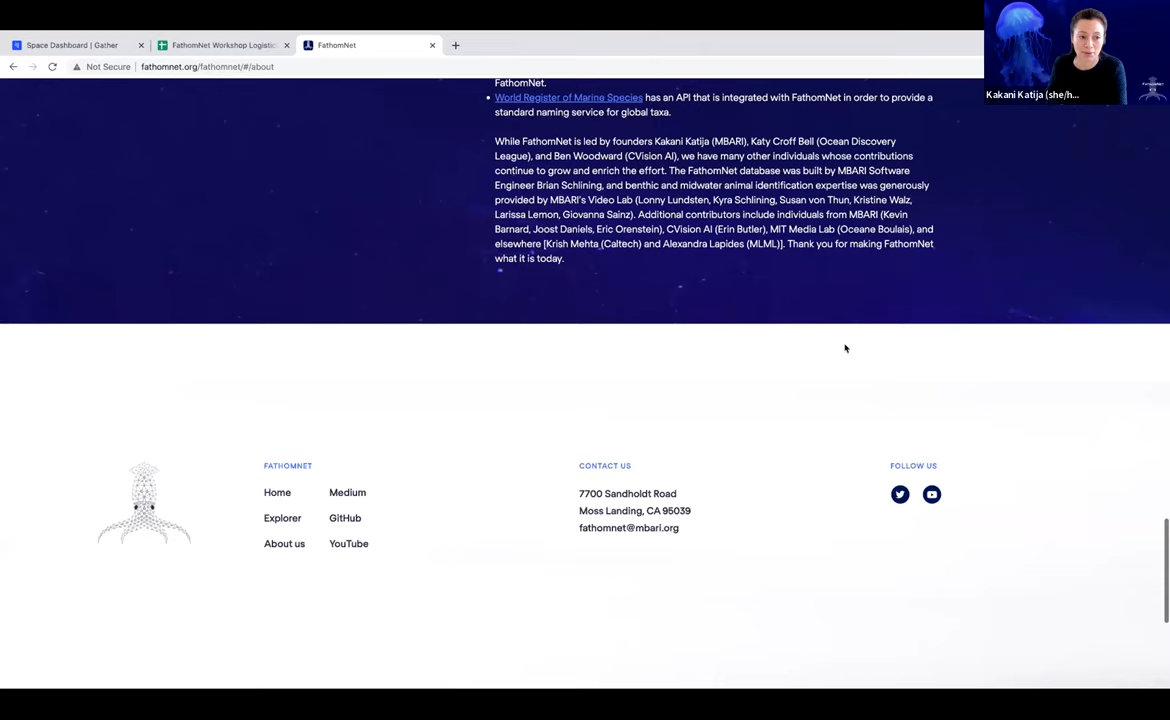 Space Dashboard | Gather
FathomNet Workshop Logistic
FathomNet
Not Secure
fathomnet.org/fathomnet/#/about
Kakani Katija (she/h...
FathomNet.
World Register of Marine Species has an API that is integrated with FathomNet in order to provide a
standard naming service for global taxa.
While FathomNet is led by founders Kakani Katija (MBARI), Katy Croff Bell (Ocean Discovery
League), and Ben Woodward (CVision AI), we have many other individuals whose contributions
continue to grow and enrich the effort. The FathomNet database was built by MBARI Software
Engineer Brian Schlining, and benthic and midwater animal identification expertise was generously
provided by MBARI's Video Lab (Lonny Lundsten, Kyra Schlining, Susan von Thun, Kristine Walz,
Larissa Lemon, Giovanna Sainz). Additional contributors include individuals from MBARI (Kevin
Barnard, Joost Daniels, Eric Orenstein), CVision AI (Erin Butler), MIT Media Lab (Oceane Boulais), and
elsewhere [Krish Mehta (Caltech) and Alexandra Lapides (MLML)]. Thank you for making FathomNet
what it is today.
FATHOMNET
Home
Medium
Explorer
GitHub
About us
YouTube
CONTACT US
7700 Sandholdt Road
Moss Landing, CA 95039
fathomnet@mbari.org
FOLLOW US